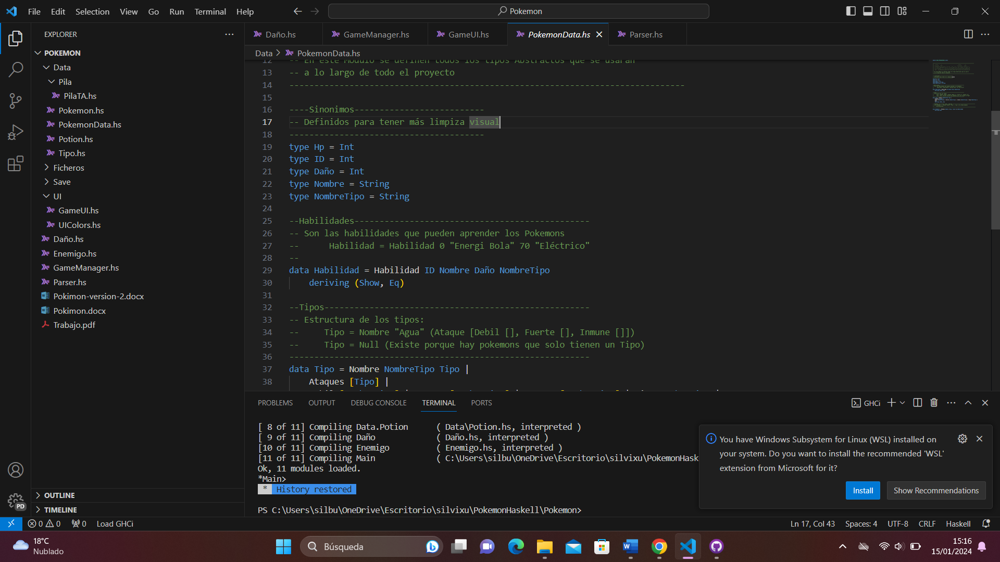 File Edit Selection View Go Run Terminal Help
Pokemon
EXPLORER
POKEMON
Data
Pila
PilaTA.hs
Pokemon.hs
PokemonData.hs
Potion.hs
Tipo.hs
Ficheros
Save
UI
GameUI.hs
UIColors.hs
Daño.hs
Enemigo.hs
GameManager.hs
Parser.hs
Pokimon-version-2.docx
Pokimon.docx
Trabajo.pdf
OUTLINE
TIMELINE
PD
Daño.hs GameManager.hs GameUI.hs PokemonData.hs Parser.hs
Data > PokemonData.hs
12 -- En este Modulo se definen todos los tipos Abstractos que se usaran
13 -- a lo largo de todo el proyecto
14 -------------------------------------------------------------------------------
15
16 ----Sinonimos--------------------------
17 -- Definidos para tener más limpiza visual
18 ---------------------------------------
19 type Hp = Int
20 type ID = Int
21 type Daño = Int
22 type Nombre = String
23 type NombreTipo = String
24
25 --Habilidades-----------------------------------------------
26 -- Son las habilidades que pueden aprender los Pokemons
27 --      Habilidad = Habilidad 0 "Energi Bola" 70 "Eléctrico"
28 --
29 data Habilidad = Habilidad ID Nombre Daño NombreTipo
30     deriving (Show, Eq)
31
32 --Tipos-----------------------------------------------------
33 -- Estructura de los tipos:
34 --     Tipo = Nombre "Agua" (Ataque [Debil [], Fuerte [], Inmune []])
35 --     Tipo = Null (Existe porque hay pokemons que solo tienen un Tipo)
36 ------------------------------------------------------------
37 data Tipo = Nombre NombreTipo Tipo |
38     Ataques [Tipo] |
PROBLEMS OUTPUT DEBUG CONSOLE TERMINAL PORTS
GHCi
[ 8 of 11] Compiling Data.Potion      ( Data\Potion.hs, interpreted )
[ 9 of 11] Compiling Daño             ( Daño.hs, interpreted )
[10 of 11] Compiling Enemigo          ( Enemigo.hs, interpreted )
[11 of 11] Compiling Main             ( C:\Users\silbu\OneDrive\Escritorio\silvixu\PokemonHask
Ok, 11 modules loaded.
*Main>
* History restored
PS C:\Users\silbu\OneDrive\Escritorio\silvixu\PokemonHaskell\Pokemon>
You have Windows Subsystem for Linux (WSL) installed on
your system. Do you want to install the recommended 'WSL'
extension from Microsoft for it?
Install Show Recommendations
0 0 0 Load GHCi
Ln 17, Col 43 Spaces: 4 UTF-8 CRLF Haskell
18°C
Nublado
Búsqueda
15:16
15/01/2024